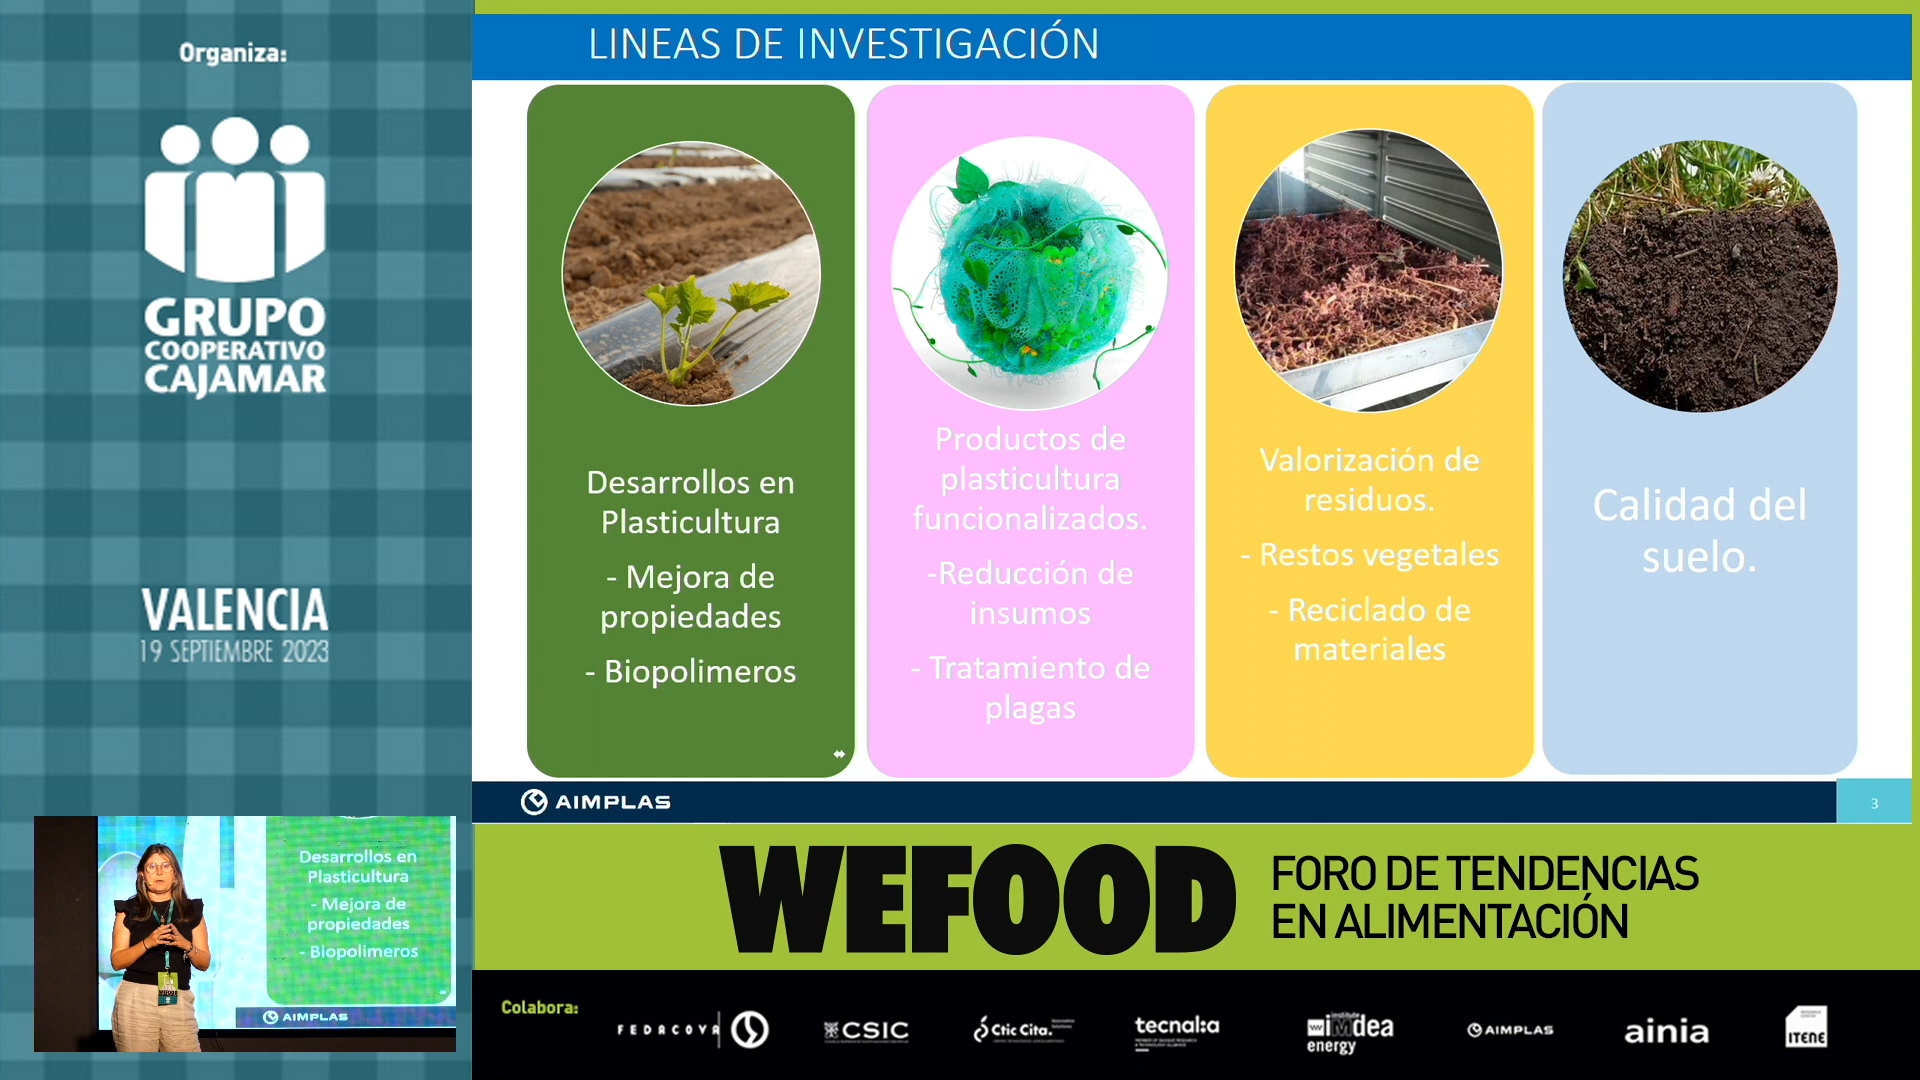 Organiza:
GRUPO
COOPERATIVO
CAJAMAR
VALENCIA
19 SEPTIEMBRE 2023
LINEAS DE INVESTIGACIÓN
Desarrollos en
Plasticultura
- Mejora de
propiedades
- Biopolimeros
Productos de
plasticultura
funcionalizados.
-Reducción de
insumos
- Tratamiento de
plagas
Valorización de
residuos.
- Restos vegetales
- Reciclado de
materiales
Calidad del
suelo.
AIMPLAS
3
Desarrollos en
Plasticultura
- Mejora de
propiedades
- Biopolimeros
AIMPLAS
WEFOOD
FORO DE TENDENCIAS
EN ALIMENTACIÓN
Colabora:
FEDACOVA
CSIC
Ctic Cita.
tecnal:a
institute
imdea
energy
AIMPLAS
ainia
ITENE